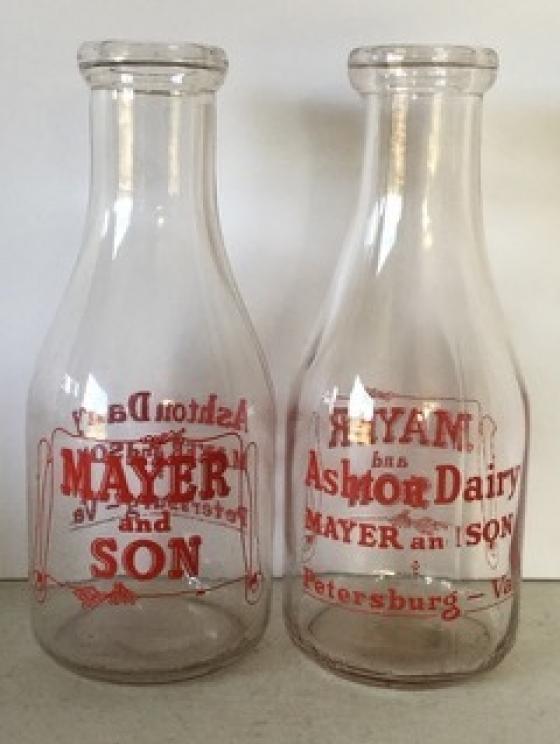 MAYER
and
SON
Ashton Dairy
MAYER and SON
Petersburg - Va